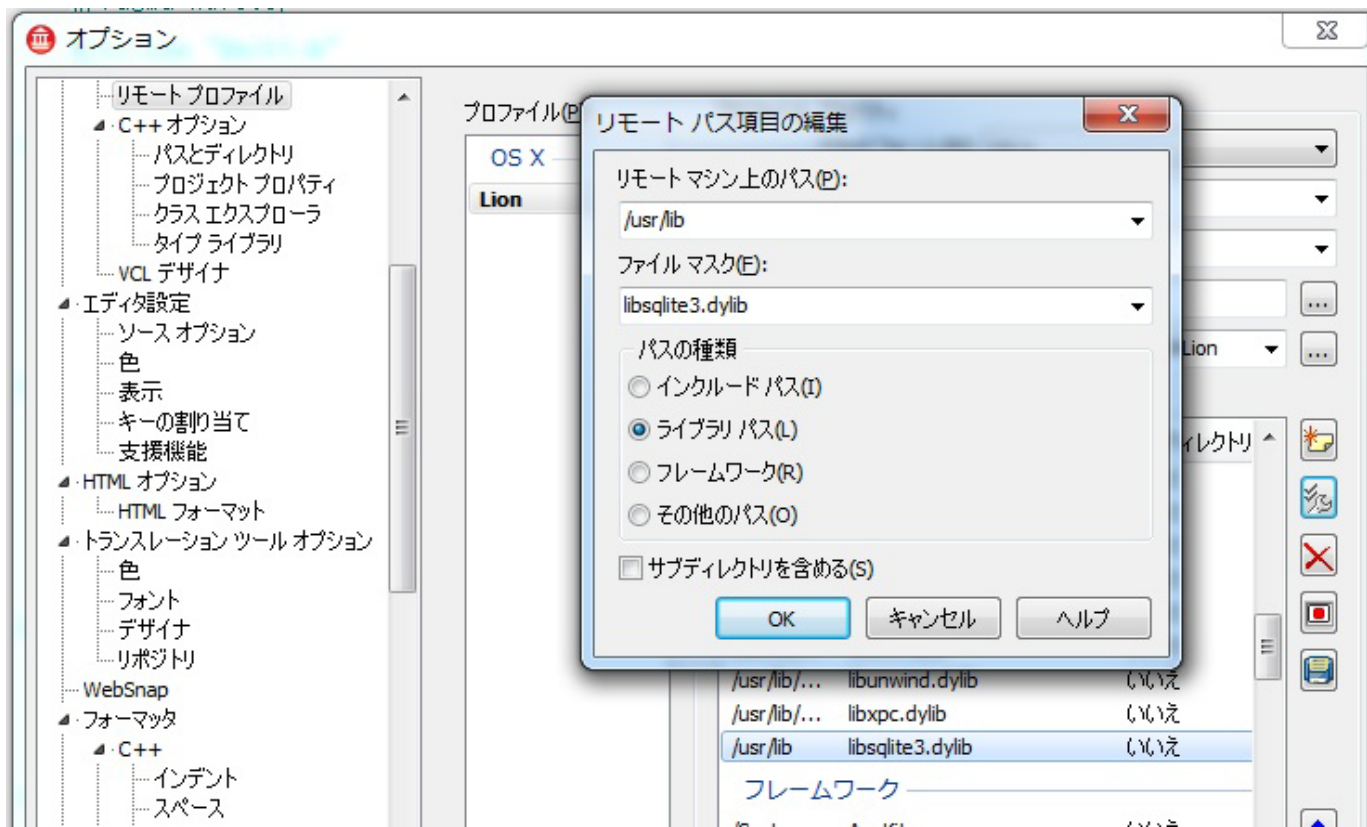 オプション
リモート プロファイル
C++ オプション
パスとディレクトリ
プロジェクト プロパティ
クラス エクスプローラ
タイプ ライブラリ
VCL デザイナ
エディタ設定
ソース オプション
色
表示
キーの割り当て
支援機能
HTML オプション
HTML フォーマット
トランスレーション ツール オプション
色
フォント
デザイナ
リポジトリ
WebSnap
フォーマッタ
C++
インデント
スペース
プロファイル(P
OS X
Lion
リモート パス項目の編集
リモート マシン上のパス(P):
/usr/lib
ファイル マスク(F):
libsqlite3.dylib
パスの種類
インクルード パス(I)
ライブラリ パス(L)
フレームワーク(R)
その他のパス(O)
サブディレクトリを含める(S)
OK キャンセル ヘルプ
Lion
ィレクトリ
/usr/lib/... libunwind.dylib いいえ
/usr/lib/... libxpc.dylib いいえ
/usr/lib libsqlite3.dylib いいえ
フレームワーク